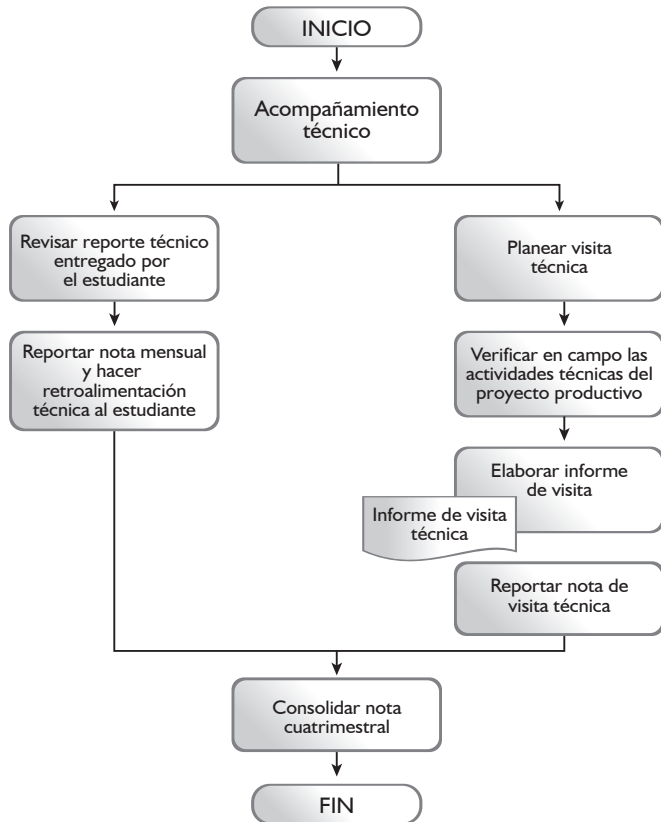 INICIO
Acompañamiento
técnico
Revisar reporte técnico
entregado por
el estudiante
Reportar nota mensual
y hacer
retroalimentación
técnica al estudiante
Planear visita
técnica
Verificar en campo las
actividades técnicas del
proyecto productivo
Elaborar informe
de visita
Informe de visita
técnica
Reportar nota de
visita técnica
Consolidar nota
cuatrimestral
FIN